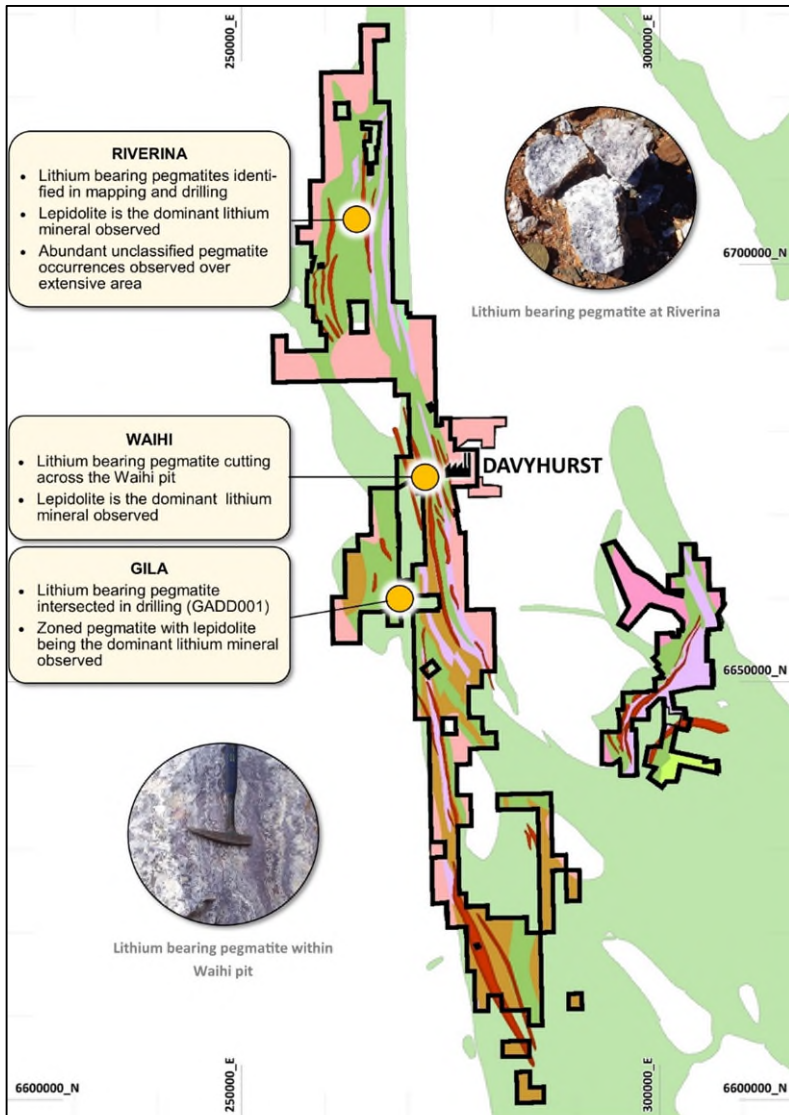 250000_E
300000_E
RIVERINA
• Lithium bearing pegmatites identi-
fied in mapping and drilling
• Lepidolite is the dominant lithium
mineral observed
• Abundant unclassified pegmatite
occurrences observed over
extensive area
6700000_N
Lithium bearing pegmatite at Riverina
WAIHI
• Lithium bearing pegmatite cutting
across the Waihi pit
• Lepidolite is the dominant lithium
mineral observed
DAVYHURST
GILA
• Lithium bearing pegmatite
intersected in drilling (GADD001)
• Zoned pegmatite with lepidolite
being the dominant lithium mineral
observed
6650000_N
Lithium bearing pegmatite within
Waihi pit
6600000_N
250000_E
300000_E
6600000_N